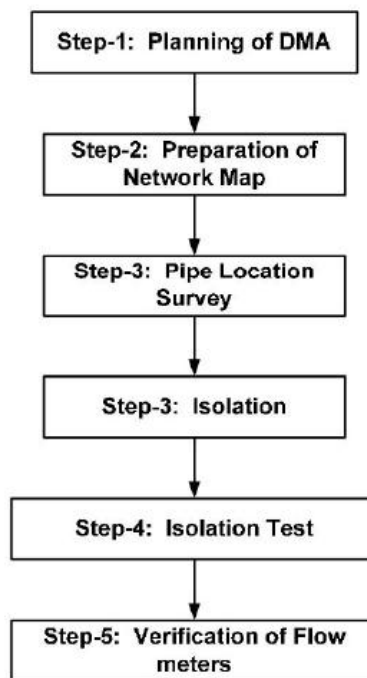 Step-1: Planning of DMA
Step-2: Preparation of
Network Map
Step-3: Pipe Location
Survey
Step-3: Isolation
Step-4: Isolation Test
Step-5: Verification of Flow
meters